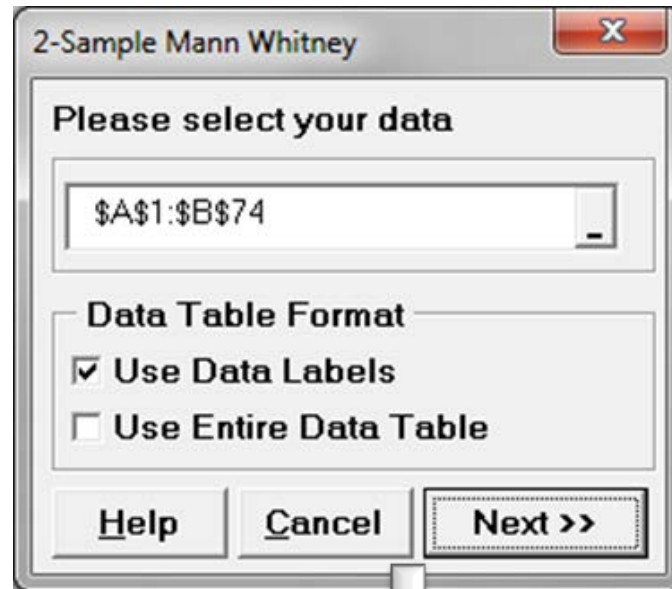 2-Sample Mann Whitney
Please select your data
$A$1:$B$74
Data Table Format
Use Data Labels
Use Entire Data Table
Help Cancel Next >>